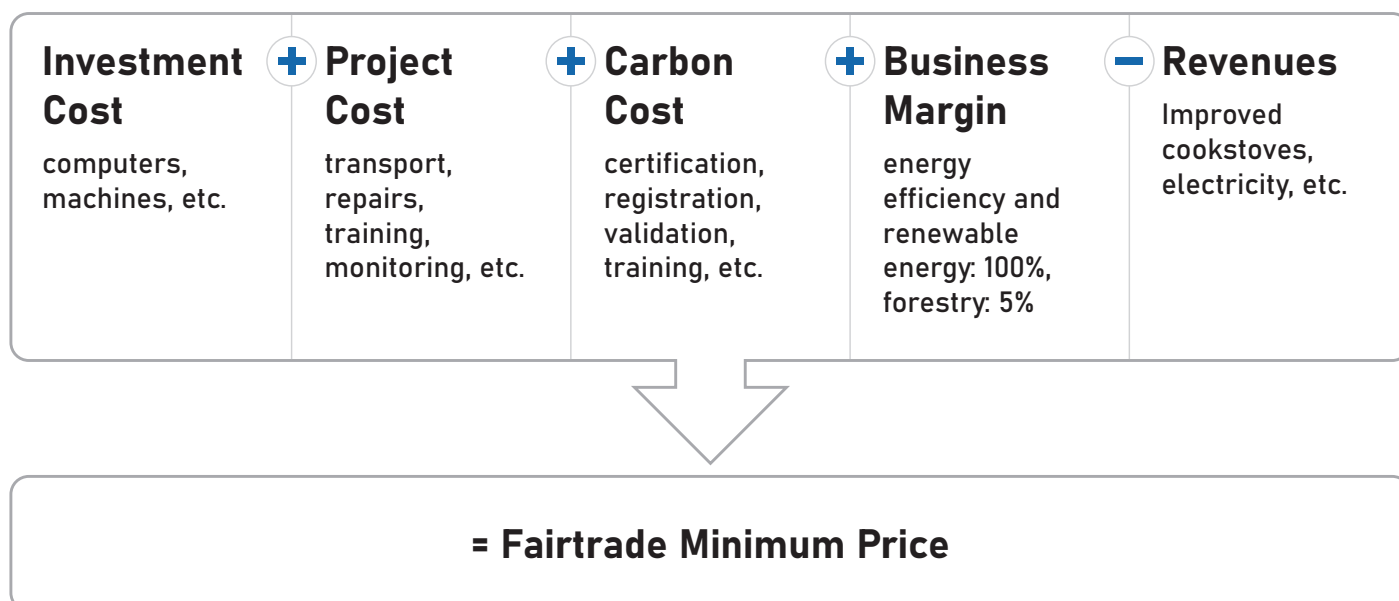 Investment
Cost
computers,
machines, etc.
+
Project
Cost
transport,
repairs,
training,
monitoring, etc.
+
Carbon
Cost
certification,
registration,
validation,
training, etc.
+
Business
Margin
energy
efficiency and
renewable
energy: 100%,
forestry: 5%
−
Revenues
Improved
cookstoves,
electricity, etc.
= Fairtrade Minimum Price